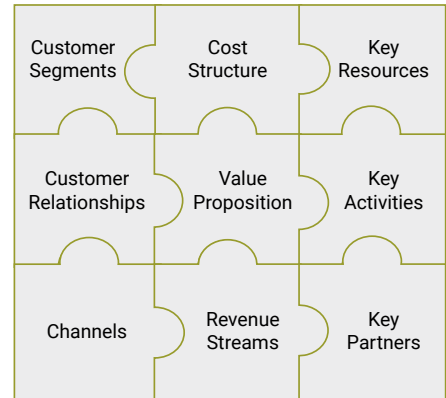 Customer
Segments
Cost
Structure
Key
Resources
Customer
Relationships
Value
Proposition
Key
Activities
Channels
Revenue
Streams
Key
Partners